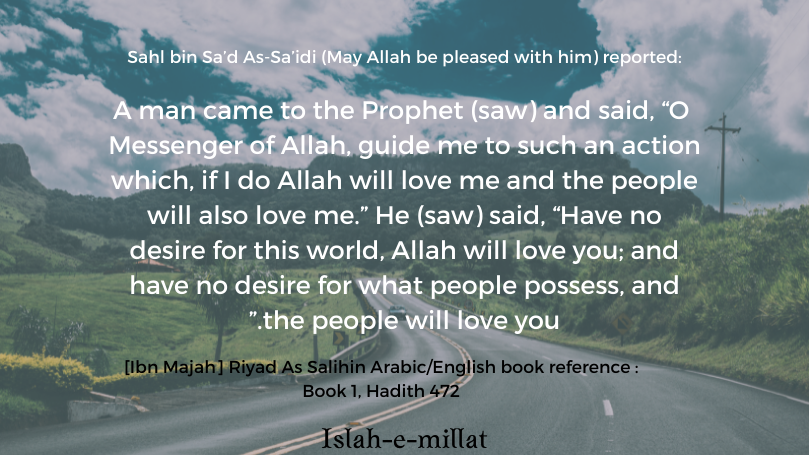 Sahl bin Sa’d As-Sa’idi (May Allah be pleased with him) reported:
A man came to the Prophet (saw) and said, “O
Messenger of Allah, guide me to such an action
which, if I do Allah will love me and the people
will also love me.” He (saw) said, “Have no
desire for this world, Allah will love you; and
have no desire for what people possess, and
”.the people will love you
[Ibn Majah] Riyad As Salihin Arabic/English book reference :
Book 1, Hadith 472
Islah-e-millat